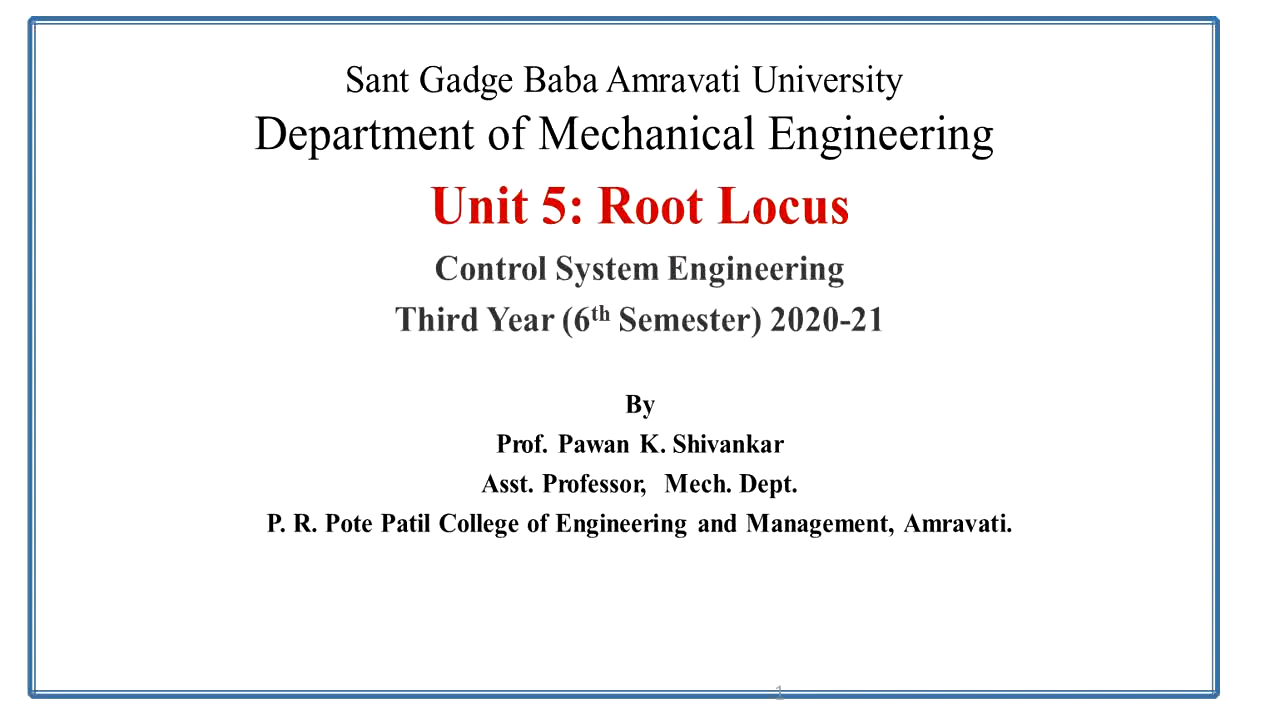 Sant Gadge Baba Amravati University
Department of Mechanical Engineering
Unit 5: Root Locus
Control System Engineering
Third Year (6th Semester) 2020-21
By
Prof. Pawan K. Shivankar
Asst. Professor, Mech. Dept.
P. R. Pote Patil College of Engineering and Management, Amravati.
1